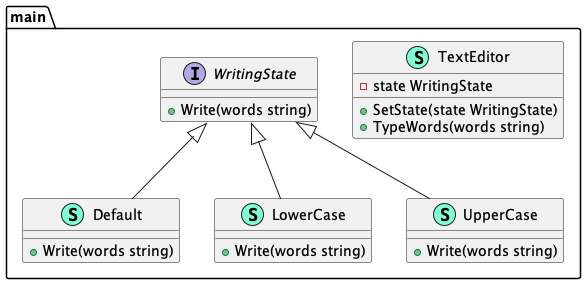 main
I WritingState
Write(words string)
S TextEditor
state WritingState
SetState(state WritingState)
TypeWords(words string)
S Default
Write(words string)
S LowerCase
Write(words string)
S UpperCase
Write(words string)